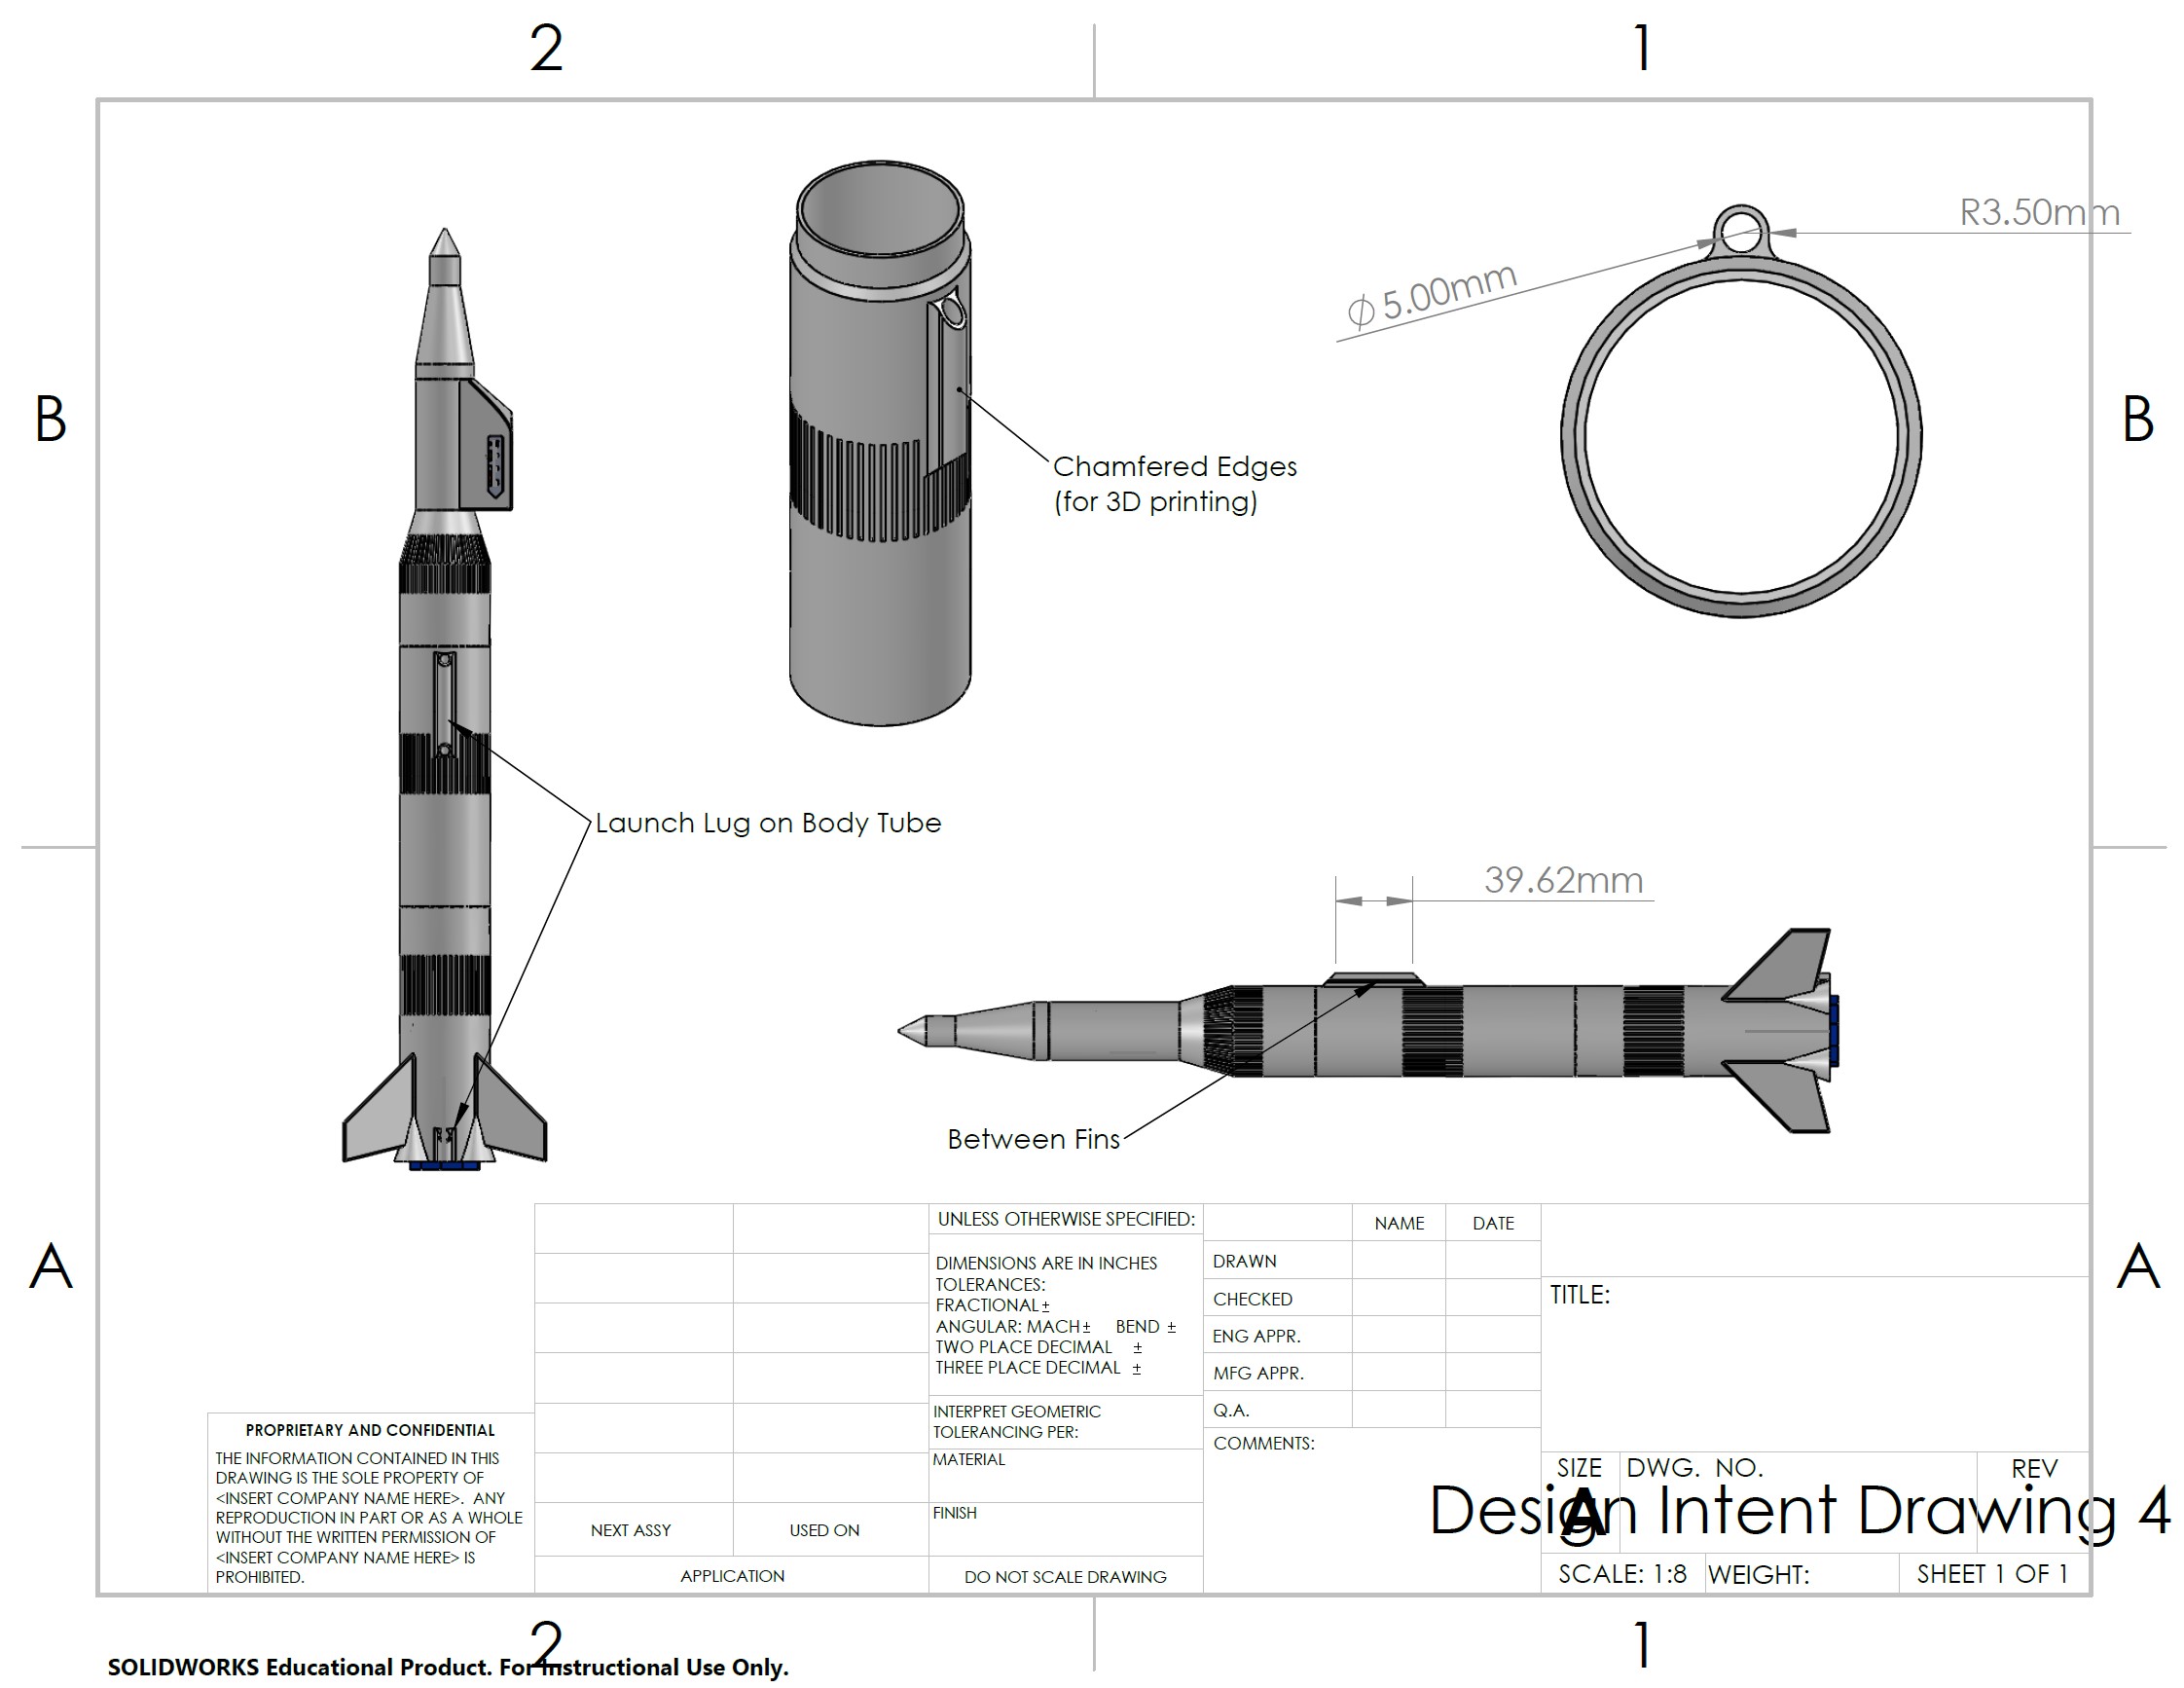 2
1
B
B
R3.50mm
⌀5.00mm
Chamfered Edges
(for 3D printing)
Launch Lug on Body Tube
39.62mm
Between Fins
A
A
UNLESS OTHERWISE SPECIFIED:
DIMENSIONS ARE IN INCHES
TOLERANCES:
FRACTIONAL ±
ANGULAR: MACH ± BEND ±
TWO PLACE DECIMAL ±
THREE PLACE DECIMAL ±
INTERPRET GEOMETRIC
TOLERANCING PER:
MATERIAL
FINISH
DO NOT SCALE DRAWING
NAME
DATE
DRAWN
CHECKED
ENG APPR.
MFG APPR.
Q.A.
COMMENTS:
TITLE:
SIZE
A
DWG. NO.
REV
Design Intent Drawing 4
SCALE: 1:8
WEIGHT:
SHEET 1 OF 1
PROPRIETARY AND CONFIDENTIAL
THE INFORMATION CONTAINED IN THIS
DRAWING IS THE SOLE PROPERTY OF
<INSERT COMPANY NAME HERE>. ANY
REPRODUCTION IN PART OR AS A WHOLE
WITHOUT THE WRITTEN PERMISSION OF
<INSERT COMPANY NAME HERE> IS
PROHIBITED.
NEXT ASSY
USED ON
APPLICATION
2
1
SOLIDWORKS Educational Product. For Instructional Use Only.